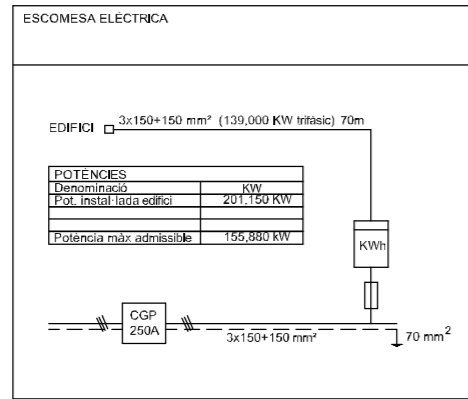 ESCOMESA ELÉCTRICA
EDIFICI 3x150+150 mm² (139,000 KW trifàsic) 70m
POTÈNCIES
Denominació KW
Pot. instal·lada edifici 201.150 KW
Potència màx admissible 155,880 kW
KWh
CGP
250A
3x150+150 mm²
70 mm²